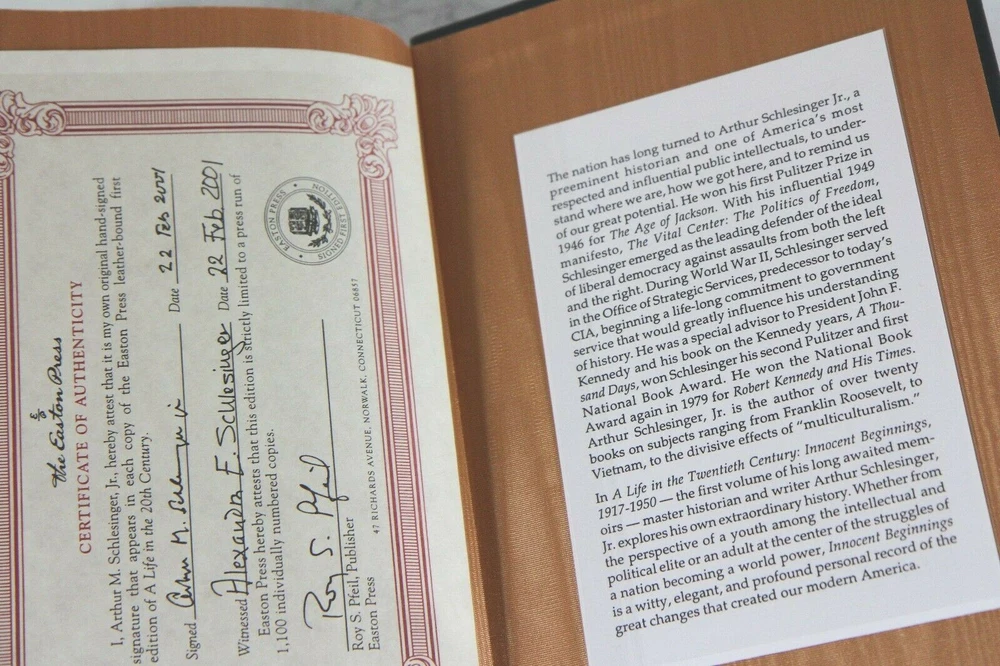 the Easton Press
CERTIFICATE OF AUTHENTICITY
I, Arthur M. Schlesinger, Jr., hereby attest that it is my own original hand-signed
signature that appears in each copy of the Easton Press leather-bound first
edition of A Life in the 20th Century.
Signed Date 22 Feb 2001
Witnessed Alexandra E. Schlesinger Date 22 Feb. 2001
Easton Press hereby attests that this edition is strictly limited to a press run of
1,100 individually numbered copies.
Roy S. Pfeil
Roy S. Pfeil, Publisher
Easton Press
47 RICHARDS AVENUE, NORWALK, CONNECTICUT 06857
EASTON PRESS
SIGNED FIRST EDITION
The nation has long turned to Arthur Schlesinger Jr., a
preeminent historian and one of America's most
respected and influential public intellectuals, to under-
stand where we are, how we got here, and to remind us
of our great potential. He won his first Pulitzer Prize in
1946 for The Age of Jackson. With his influential 1949
manifesto, The Vital Center: The Politics of Freedom,
Schlesinger emerged as the leading defender of the ideal
of liberal democracy against assaults from both the left
and the right. During World War II, Schlesinger served
in the Office of Strategic Services, predecessor to today's
CIA, beginning a life-long commitment to government
service that would greatly influence his understanding
of history. He was a special advisor to President John F.
Kennedy and his book on the Kennedy years, A Thou-
sand Days, won Schlesinger his second Pulitzer and first
National Book Award. He won the National Book
Award again in 1979 for Robert Kennedy and His Times.
Arthur Schlesinger, Jr. is the author of over twenty
books on subjects ranging from Franklin Roosevelt, to
Vietnam, to the divisive effects of "multiculturalism."
In A Life in the Twentieth Century: Innocent Beginnings,
1917-1950 — the first volume of his long awaited mem-
oirs — master historian and writer Arthur Schlesinger,
Jr. explores his own extraordinary history. Whether from
the perspective of a youth among the intellectual and
political elite or an adult at the center of the struggles of
a nation becoming a world power, Innocent Beginnings
is a witty, elegant, and profound personal record of the
great changes that created our modern America.